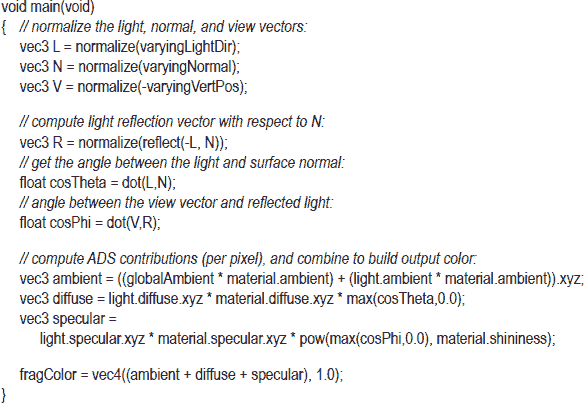 void main(void)
{ // normalize the light, normal, and view vectors:
vec3 L = normalize(varyingLightDir);
vec3 N = normalize(varyingNormal);
vec3 V = normalize(-varyingVertPos);
// compute light reflection vector with respect to N:
vec3 R = normalize(reflect(-L, N));
// get the angle between the light and surface normal:
float cosTheta = dot(L,N);
// angle between the view vector and reflected light:
float cosPhi = dot(V,R);
// compute ADS contributions (per pixel), and combine to build output color:
vec3 ambient = ((globalAmbient * material.ambient) + (light.ambient * material.ambient)).xyz;
vec3 diffuse = light.diffuse.xyz * material.diffuse.xyz * max(cosTheta,0.0);
vec3 specular =
light.specular.xyz * material.specular.xyz * pow(max(cosPhi,0.0), material.shininess);
fragColor = vec4((ambient + diffuse + specular), 1.0);
}